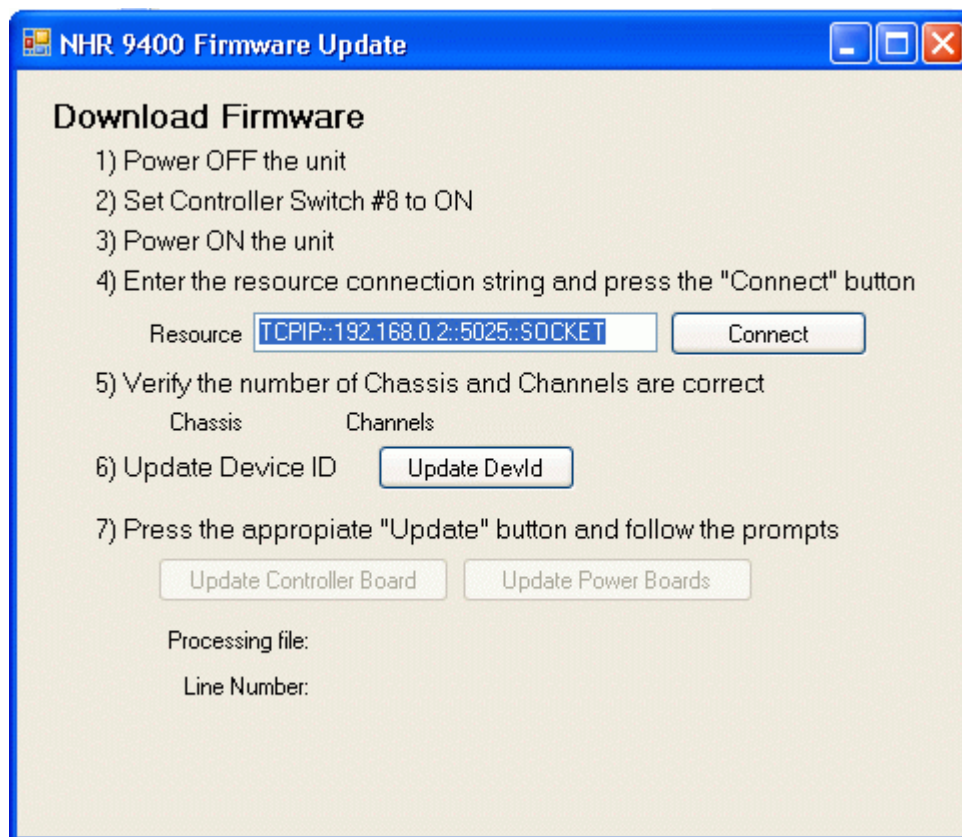 NHR 9400 Firmware Update
Download Firmware
1) Power OFF the unit
2) Set Controller Switch #8 to ON
3) Power ON the unit
4) Enter the resource connection string and press the "Connect" button
Resource TCPIP::192.168.0.2::5025::SOCKET Connect
5) Verify the number of Chassis and Channels are correct
Chassis Channels
6) Update Device ID Update DevId
7) Press the appropiate "Update" button and follow the prompts
Update Controller Board Update Power Boards
Processing file:
Line Number: